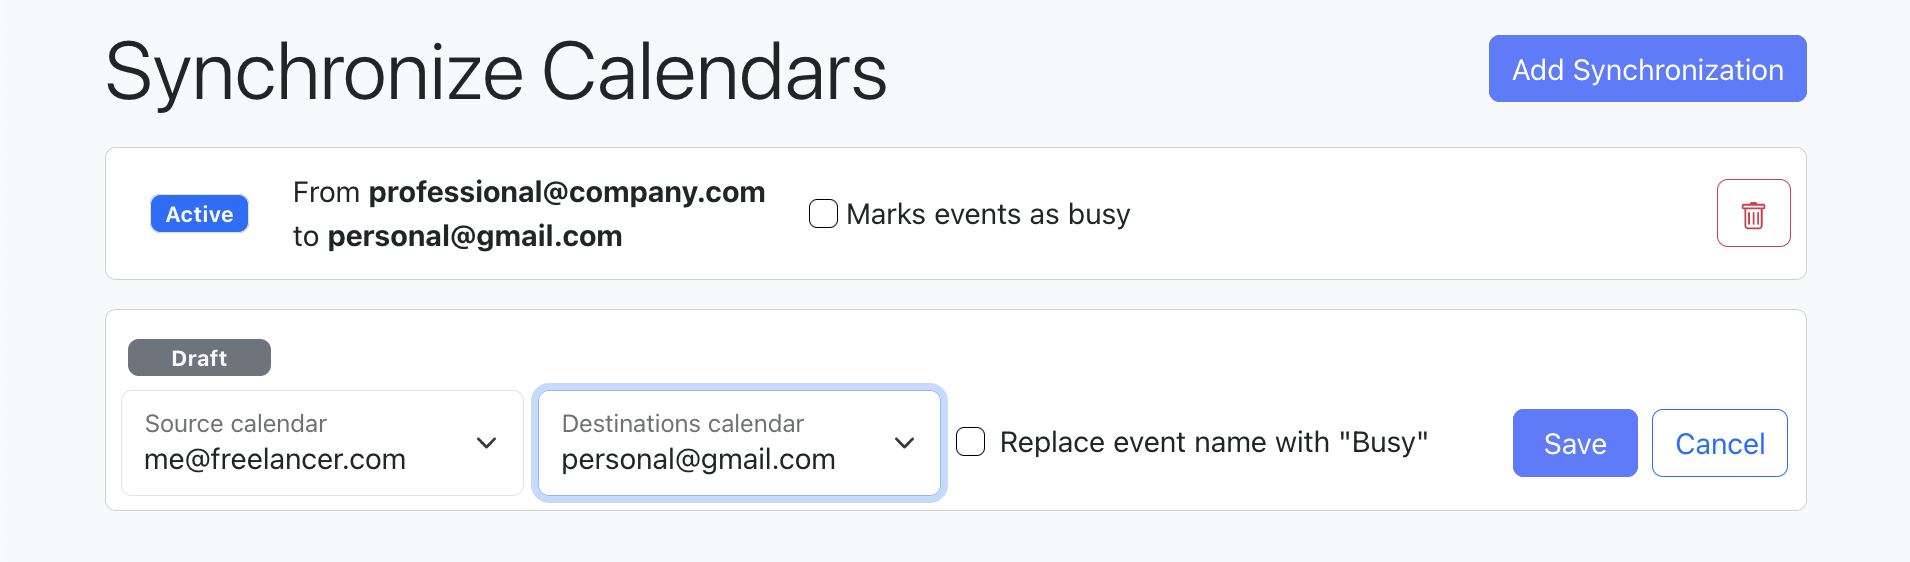 Synchronize Calendars
Add Synchronization
Active
From professional@company.com
to personal@gmail.com
Marks events as busy
Draft
Source calendar
me@freelancer.com
Destinations calendar
personal@gmail.com
Replace event name with "Busy"
Save
Cancel